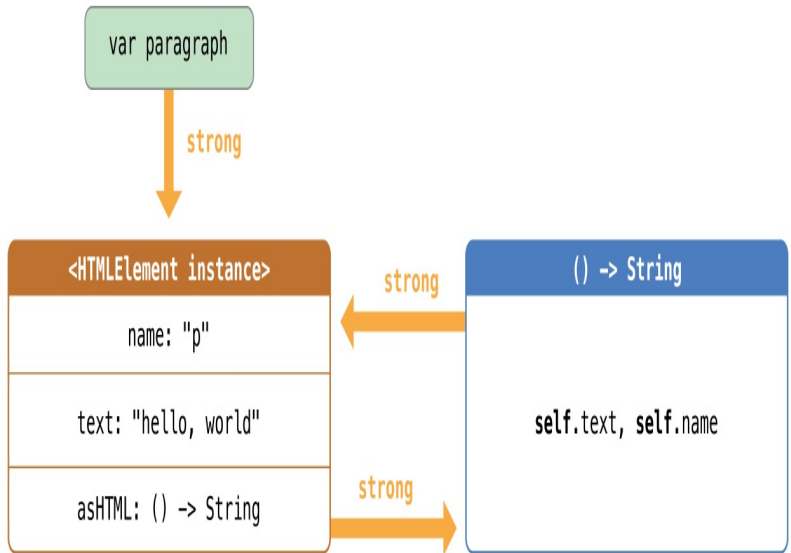 var paragraph
strong
<HTMLElement instance>
name: "p"
text: "hello, world"
asHTML: () -> String
strong
strong
() -> String
self.text, self.name